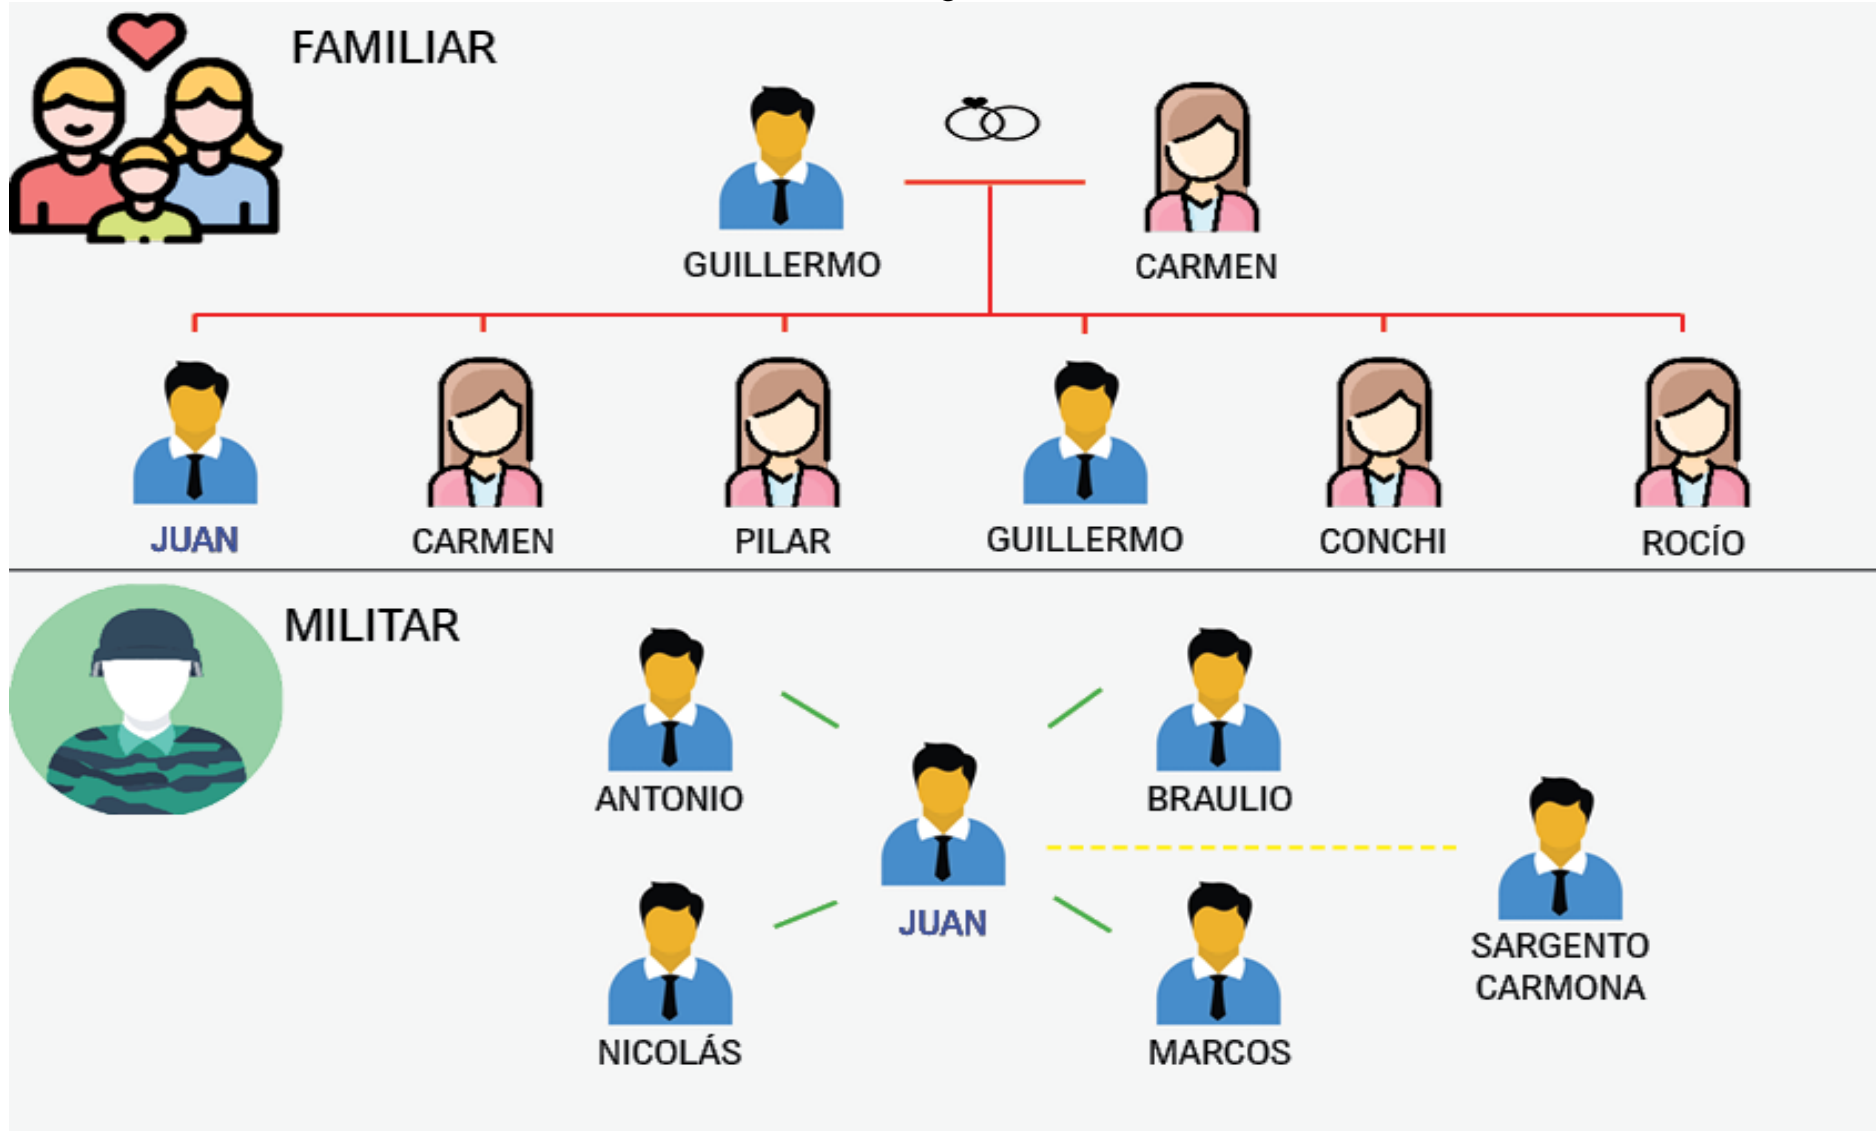 FAMILIAR
GUILLERMO
CARMEN
JUAN
CARMEN
PILAR
GUILLERMO
CONCHI
ROCÍO
MILITAR
ANTONIO
BRAULIO
JUAN
SARGENTO
CARMONA
NICOLÁS
MARCOS